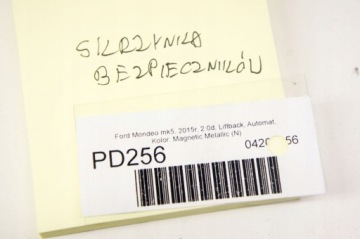 SKRZYNKA
BEZPIECZNIKÓW
Ford Mondeo mk5, 2015r, 2.0d, Liftback, Automat,
Kolor: Magnetic Metallic (N)
PD256